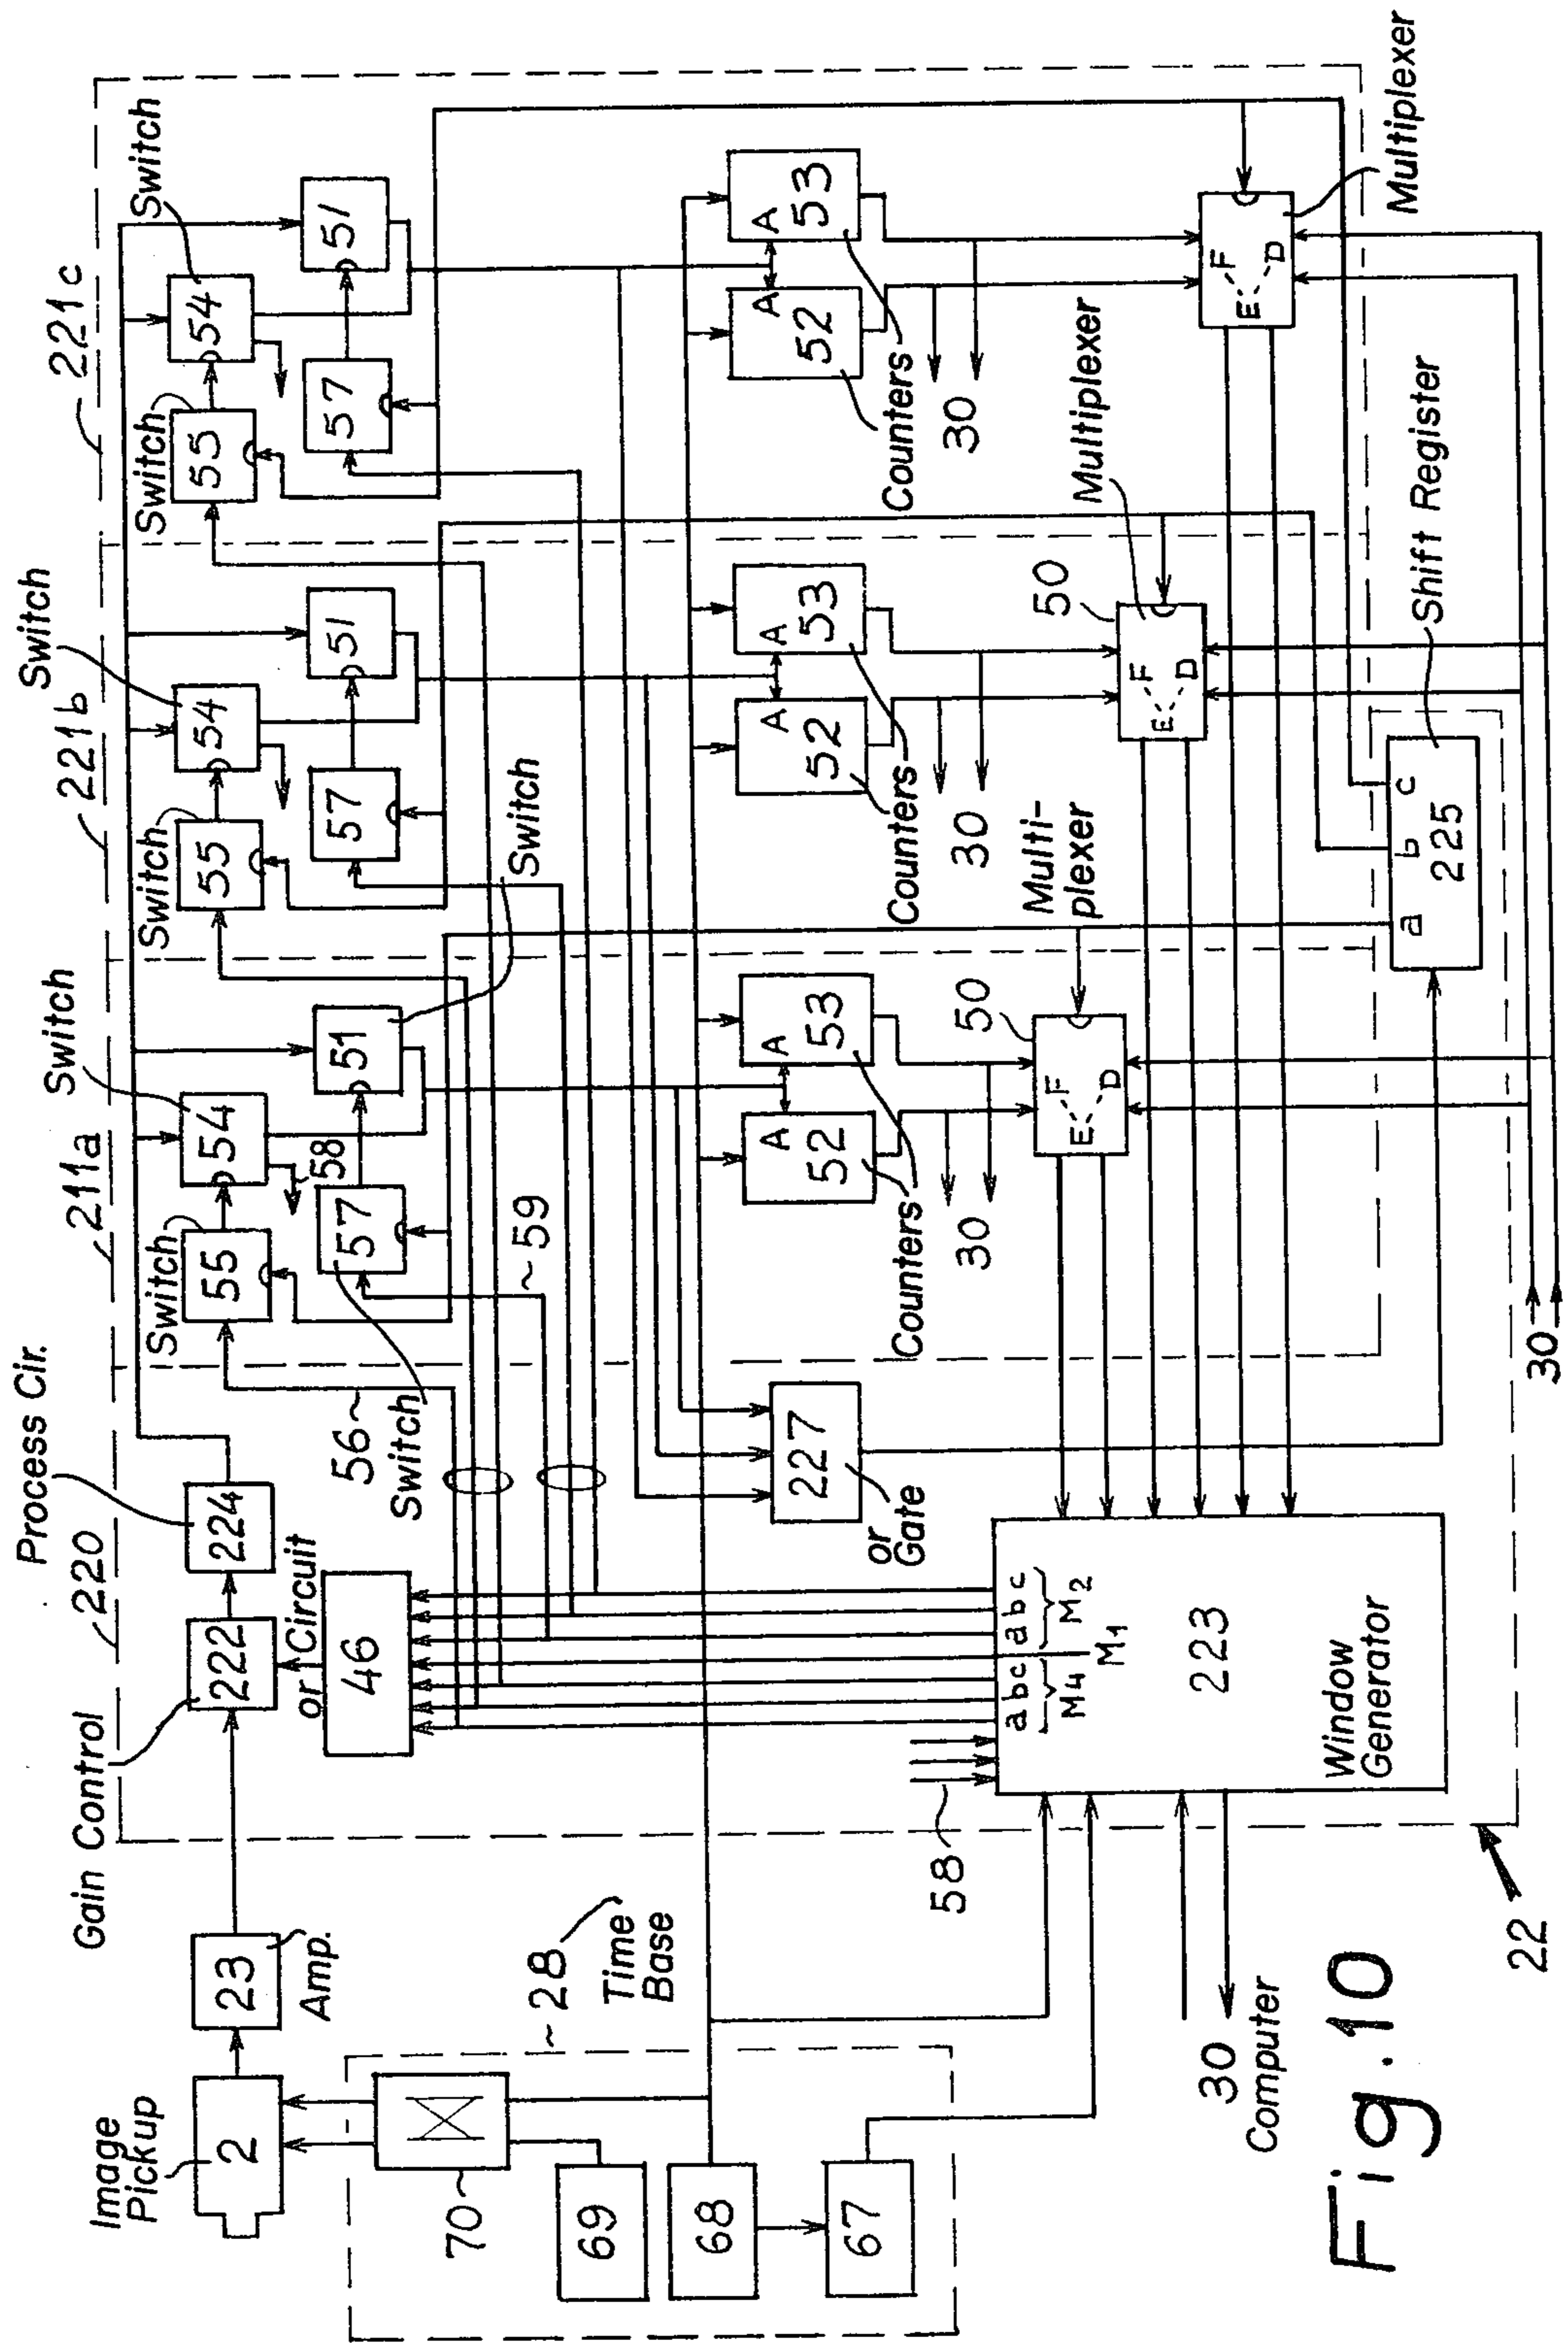 Image
Pickup
2
23
Amp.
Gain Control
220
222
Process Cir.
224
or Circuit
46
211a
Switch
Switch
55
54
58
57
51
56
Switch
59
221b
Switch
Switch
55
54
57
51
Switch
221c
Switch
Switch
55
54
57
51
70
69
68
67
28
Time
Base
58
a b c
M4
M1
a b c
M2
223
Window
Generator
227
or
Gate
A
52
A
53
Counters
30
50
E F
D
Multi-
plexer
A
52
A
53
Counters
30
50
E F
D
Multiplexer
A
52
A
53
Counters
30
E F
D
Multiplexer
a b c
225
Shift Register
30
30
Computer
22
Fig.10